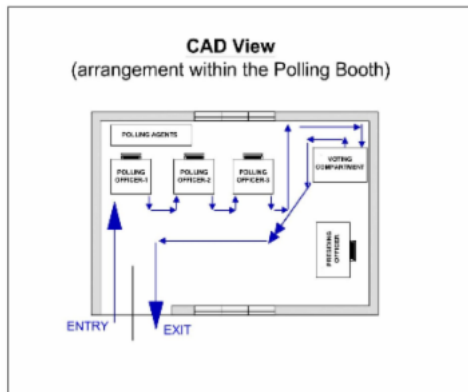 CAD View
(arrangement within the Polling Booth)
POLLING AGENTS
POLLING
OFFICER-1
POLLING
OFFICER-2
POLLING
OFFICER-3
VOTING
COMPARTMENT
PRESIDING
OFFICER
ENTRY
EXIT